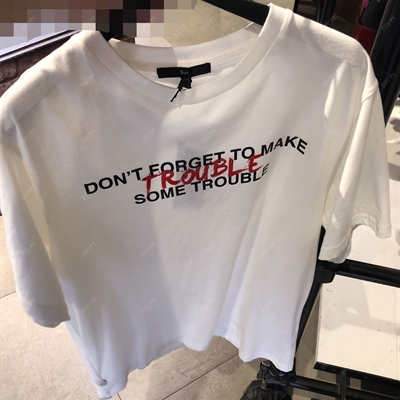 DON'T FORGET TO MAKE
TROUBLE
SOME TROUBLE